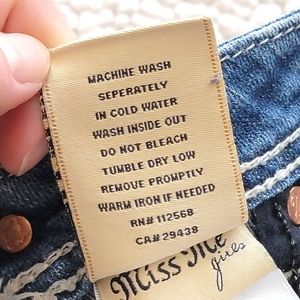 MACHINE WASH
SEPERATELY
IN COLD WATER
WASH INSIDE OUT
DO NOT BLEACH
TUMBLE DRY LOW
REMOVE PROMPTLY
WARM IRON IF NEEDED
RN# 112568
CA# 29438
Miss Me
girls